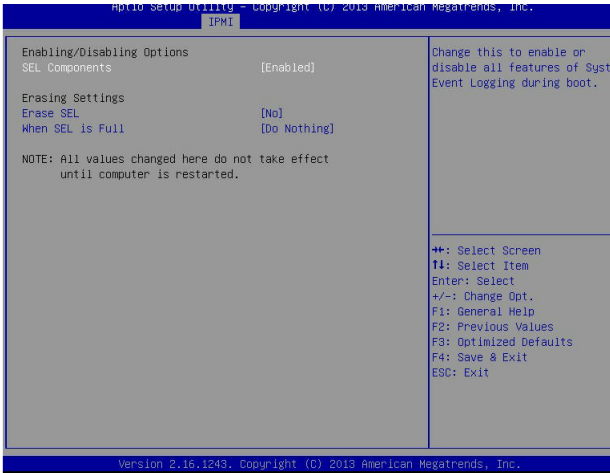 Aptio Setup Utility – Copyright (C) 2013 American Megatrends, Inc.
IPMI
Enabling/Disabling Options
SEL Components [Enabled]
Erasing Settings
Erase SEL [No]
When SEL is Full [Do Nothing]
NOTE: All values changed here do not take effect
until computer is restarted.
Change this to enable or
disable all features of Syst
Event Logging during boot.
→←: Select Screen
↑↓: Select Item
Enter: Select
+/-: Change Opt.
F1: General Help
F2: Previous Values
F3: Optimized Defaults
F4: Save & Exit
ESC: Exit
Version 2.16.1243. Copyright (C) 2013 American Megatrends, Inc.